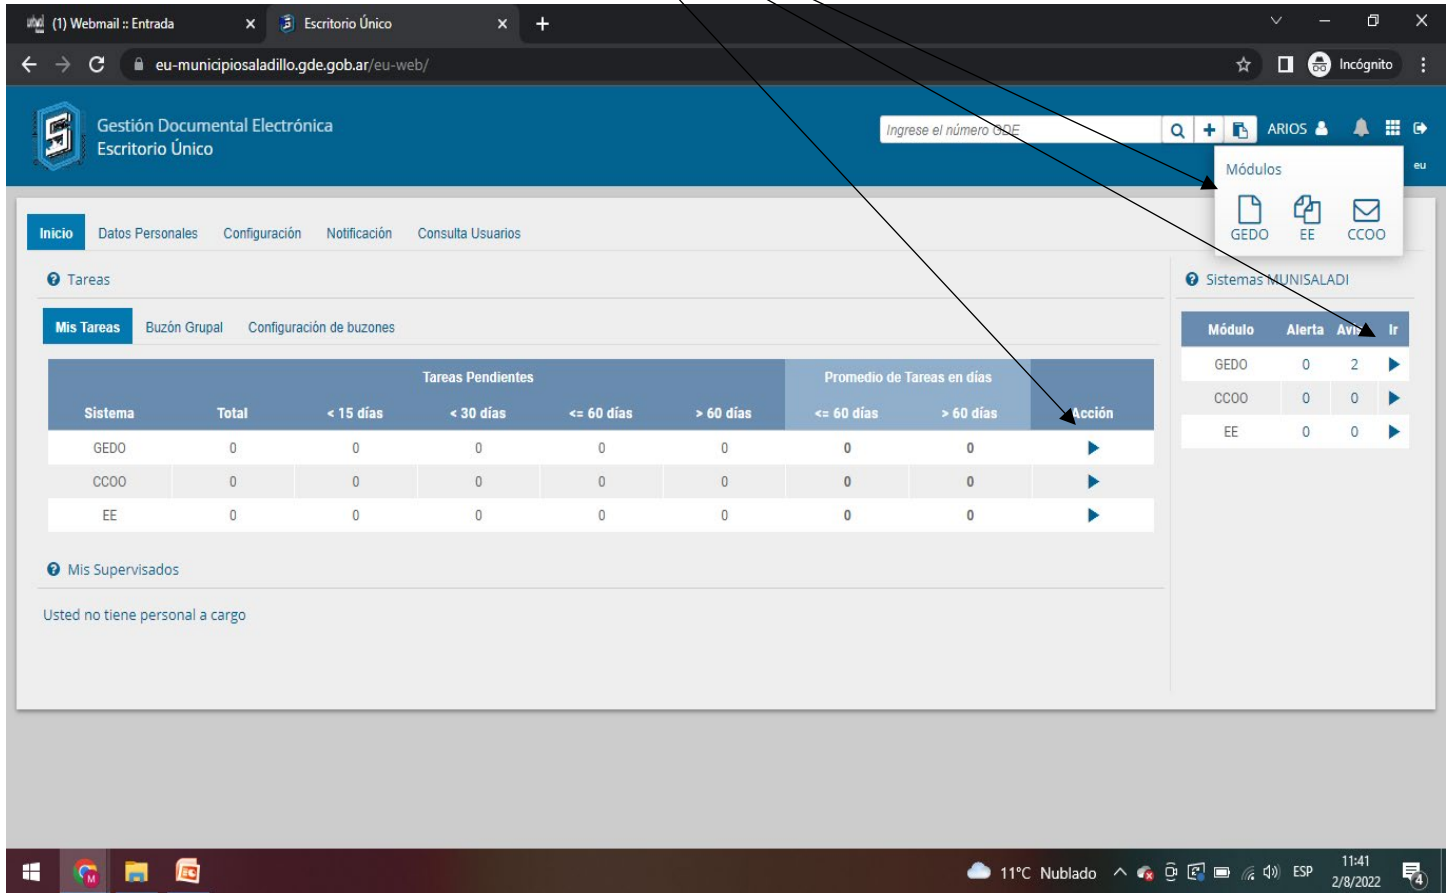 (1) Webmail :: Entrada
Escritorio Único
eu-municipiosaladillo.gde.gob.ar/eu-web/
Incógnito
Gestión Documental Electrónica
Escritorio Único
Ingrese el número GDE
ARIOS
eu
Módulos
GEDO EE CCOO
Inicio Datos Personales Configuración Notificación Consulta Usuarios
Tareas
Sistemas MUNISALADI
Mis Tareas Buzón Grupal Configuración de buzones
Módulo Alerta Aviso Ir
GEDO 0 2
CCOO 0 0
EE 0 0
Tareas Pendientes Promedio de Tareas en días
Sistema Total < 15 días < 30 días <= 60 días > 60 días <= 60 días > 60 días Acción
GEDO 0 0 0 0 0 0 0
CCOO 0 0 0 0 0 0 0
EE 0 0 0 0 0 0 0
Mis Supervisados
Usted no tiene personal a cargo
11°C Nublado
ESP
11:41
2/8/2022
4